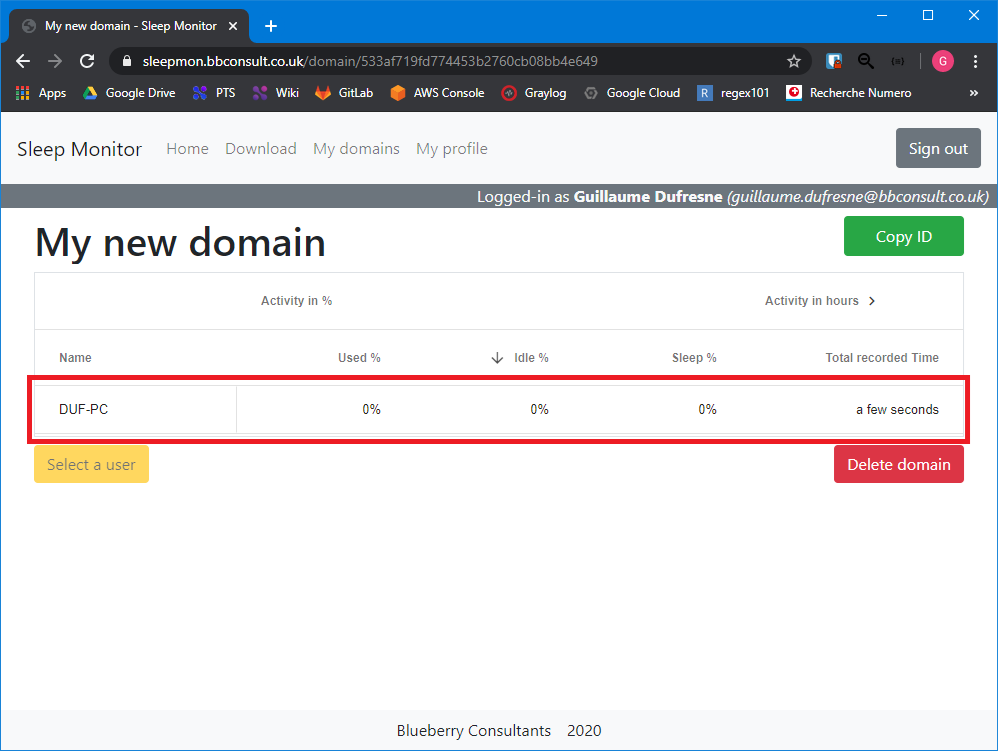 My new domain - Sleep Monitor
sleepmon.bbconsult.co.uk/domain/533af719fd774453b2760cb08bb4e649
G
Apps Google Drive PTS Wiki GitLab AWS Console Graylog Google Cloud R regex101 Recherche Numero »
Sleep Monitor Home Download My domains My profile Sign out
Logged-in as Guillaume Dufresne (guillaume.dufresne@bbconsult.co.uk)
My new domain Copy ID
Activity in % Activity in hours
Name Used % Idle % Sleep % Total recorded Time
DUF-PC 0% 0% 0% a few seconds
Select a user Delete domain
Blueberry Consultants 2020